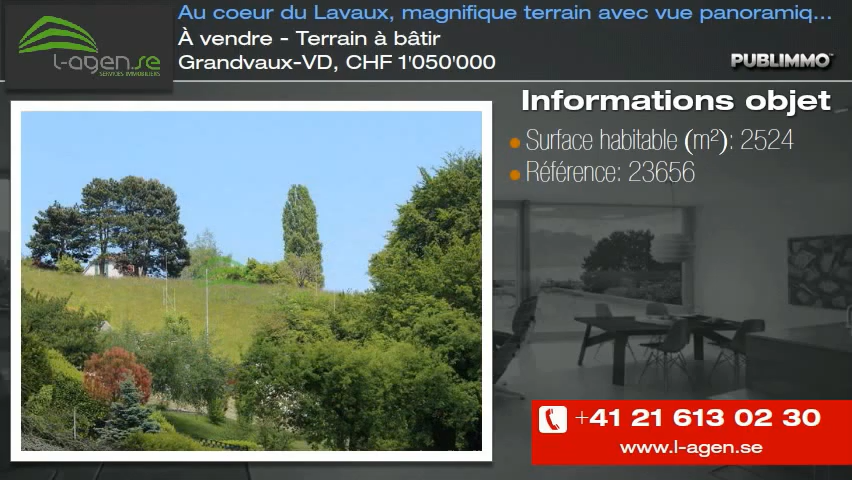 Au coeur du Lavaux, magnifique terrain avec vue panoramiq...
l-agen.se
SERVICES IMMOBILIERS
À vendre - Terrain à bâtir
Grandvaux-VD, CHF 1'050'000
PUBLIMMO
Informations objet
Surface habitable (m²): 2524
Référence: 23656
+41 21 613 02 30
www.l-agen.se